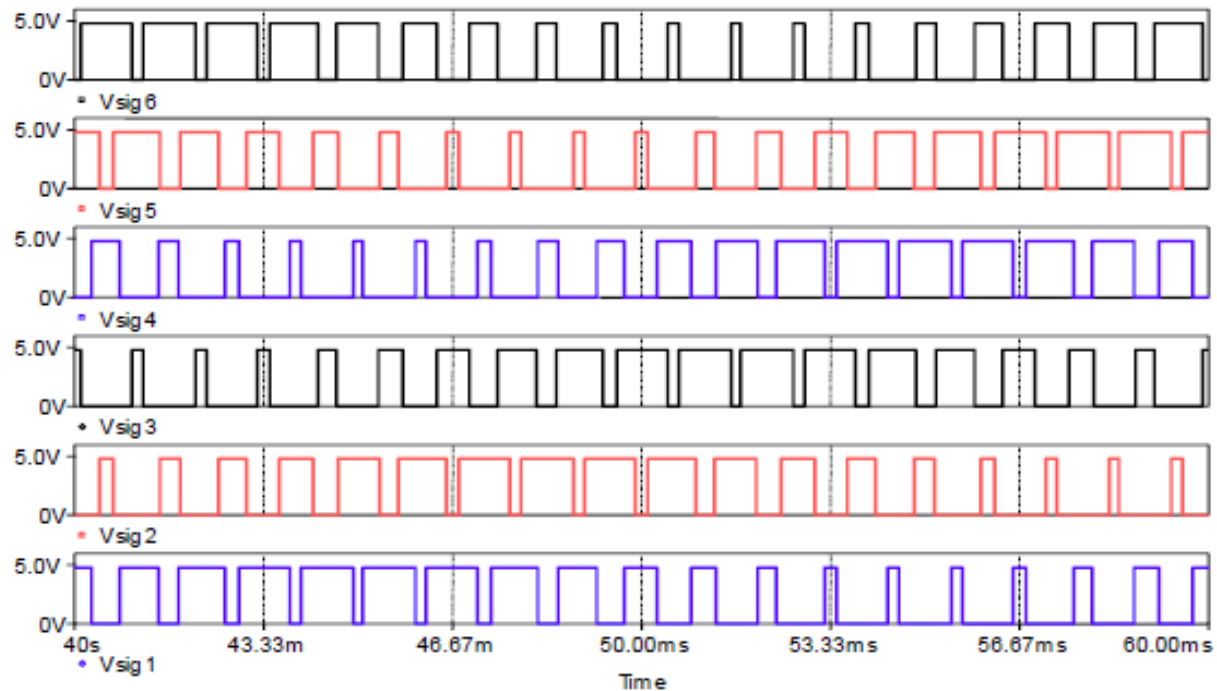 5.0V
0V
Vsig 6
5.0V
0V
Vsig 5
5.0V
0V
Vsig 4
5.0V
0V
Vsig 3
5.0V
0V
Vsig 2
5.0V
0V
40s 43.33m 46.67m 50.00ms 53.33ms 56.67ms 60.00ms
Vsig 1
Time